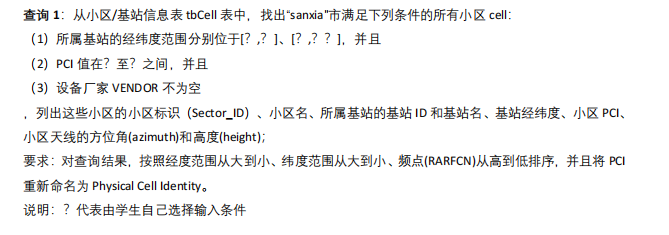 查询 1：从小区/基站信息表 tbCell 表中，找出“sanxia”市满足下列条件的所有小区 cell:
（1）所属基站的经纬度范围分别位于[？,？]、[？,？？]，并且
（2）PCI 值在？至？之间，并且
（3）设备厂家 VENDOR 不为空
，列出这些小区的小区标识（Sector_ID）、小区名、所属基站的基站 ID 和基站名、基站经纬度、小区 PCI、
小区天线的方位角(azimuth)和高度(height);
要求：对查询结果，按照经度范围从大到小、纬度范围从大到小、频点(RARFCN)从高到低排序，并且将 PCI
重新命名为 Physical Cell Identity。
说明：？代表由学生自己选择输入条件